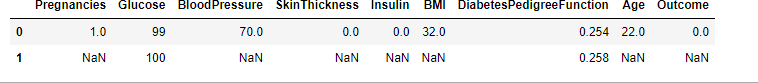 Pregnancies Glucose BloodPressure SkinThickness Insulin BMI DiabetesPedigreeFunction Age Outcome
0 1.0 99 70.0 0.0 0.0 32.0 0.254 22.0 0.0
1 NaN 100 NaN NaN NaN NaN 0.258 NaN NaN